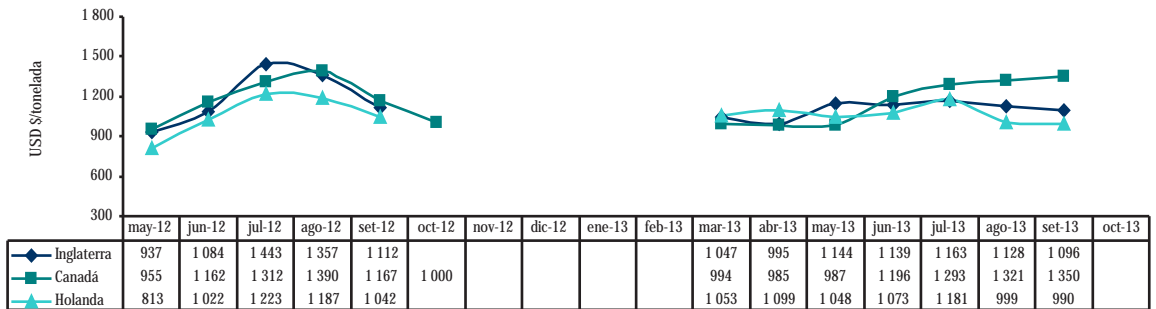 1 800
1 500
1 200
900
600
300
USD $/tonelada
may-12 jun-12 jul-12 ago-12 set-12 oct-12 nov-12 dic-12 ene-13 feb-13 mar-13 abr-13 may-13 jun-13 jul-13 ago-13 set-13 oct-13
Inglaterra 937 1 084 1 443 1 357 1 112 1 047 995 1 144 1 139 1 163 1 128 1 096
Canadá 955 1 162 1 312 1 390 1 167 1 000 994 985 987 1 196 1 293 1 321 1 350
Holanda 813 1 022 1 223 1 187 1 042 1 053 1 099 1 048 1 073 1 181 999 990